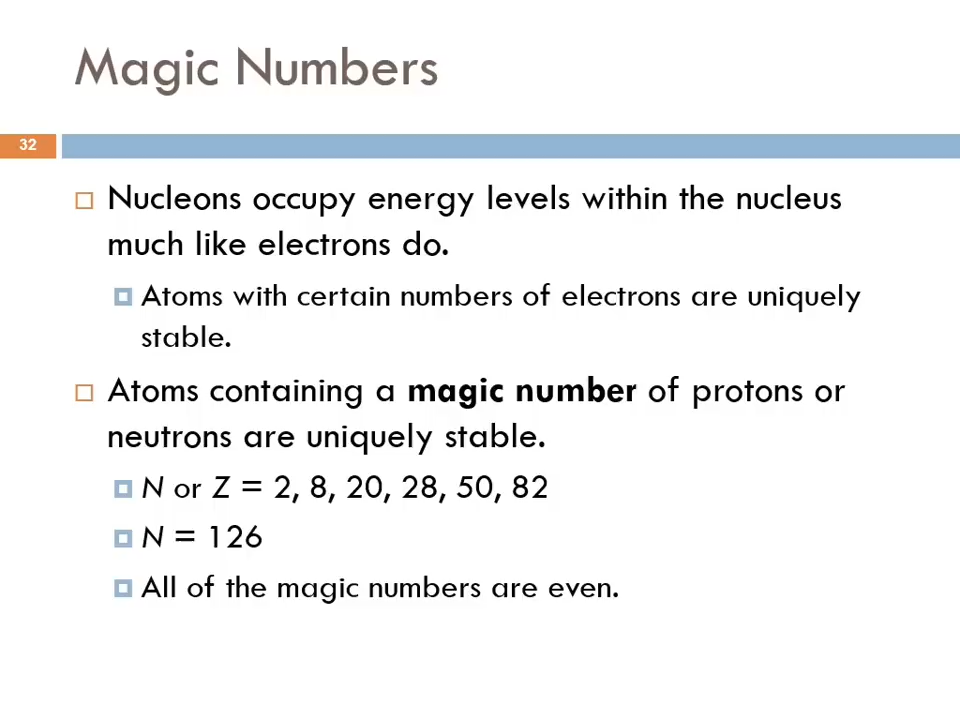 Magic Numbers
32
Nucleons occupy energy levels within the nucleus
much like electrons do.
Atoms with certain numbers of electrons are uniquely
stable.
Atoms containing a magic number of protons or
neutrons are uniquely stable.
N or Z = 2, 8, 20, 28, 50, 82
N = 126
All of the magic numbers are even.